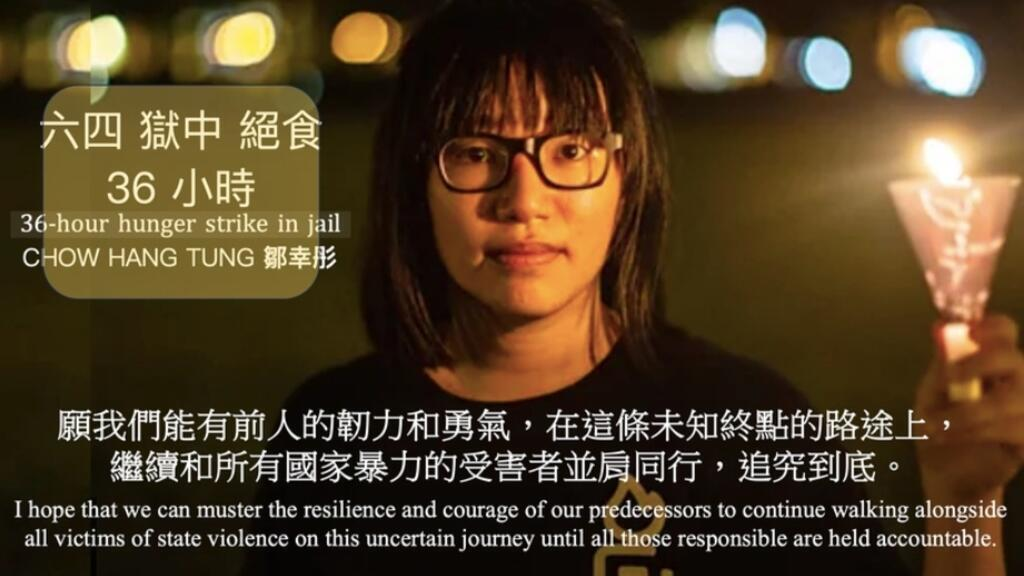 六四 獄中 絕食
36 小時
36-hour hunger strike in jail
CHOW HANG TUNG 鄒幸彤
願我們能有前人的韌力和勇氣，在這條未知終點的路途上，
繼續和所有國家暴力的受害者並肩同行，追究到底。
I hope that we can muster the resilience and courage of our predecessors to continue walking alongside
all victims of state violence on this uncertain journey until all those responsible are held accountable.